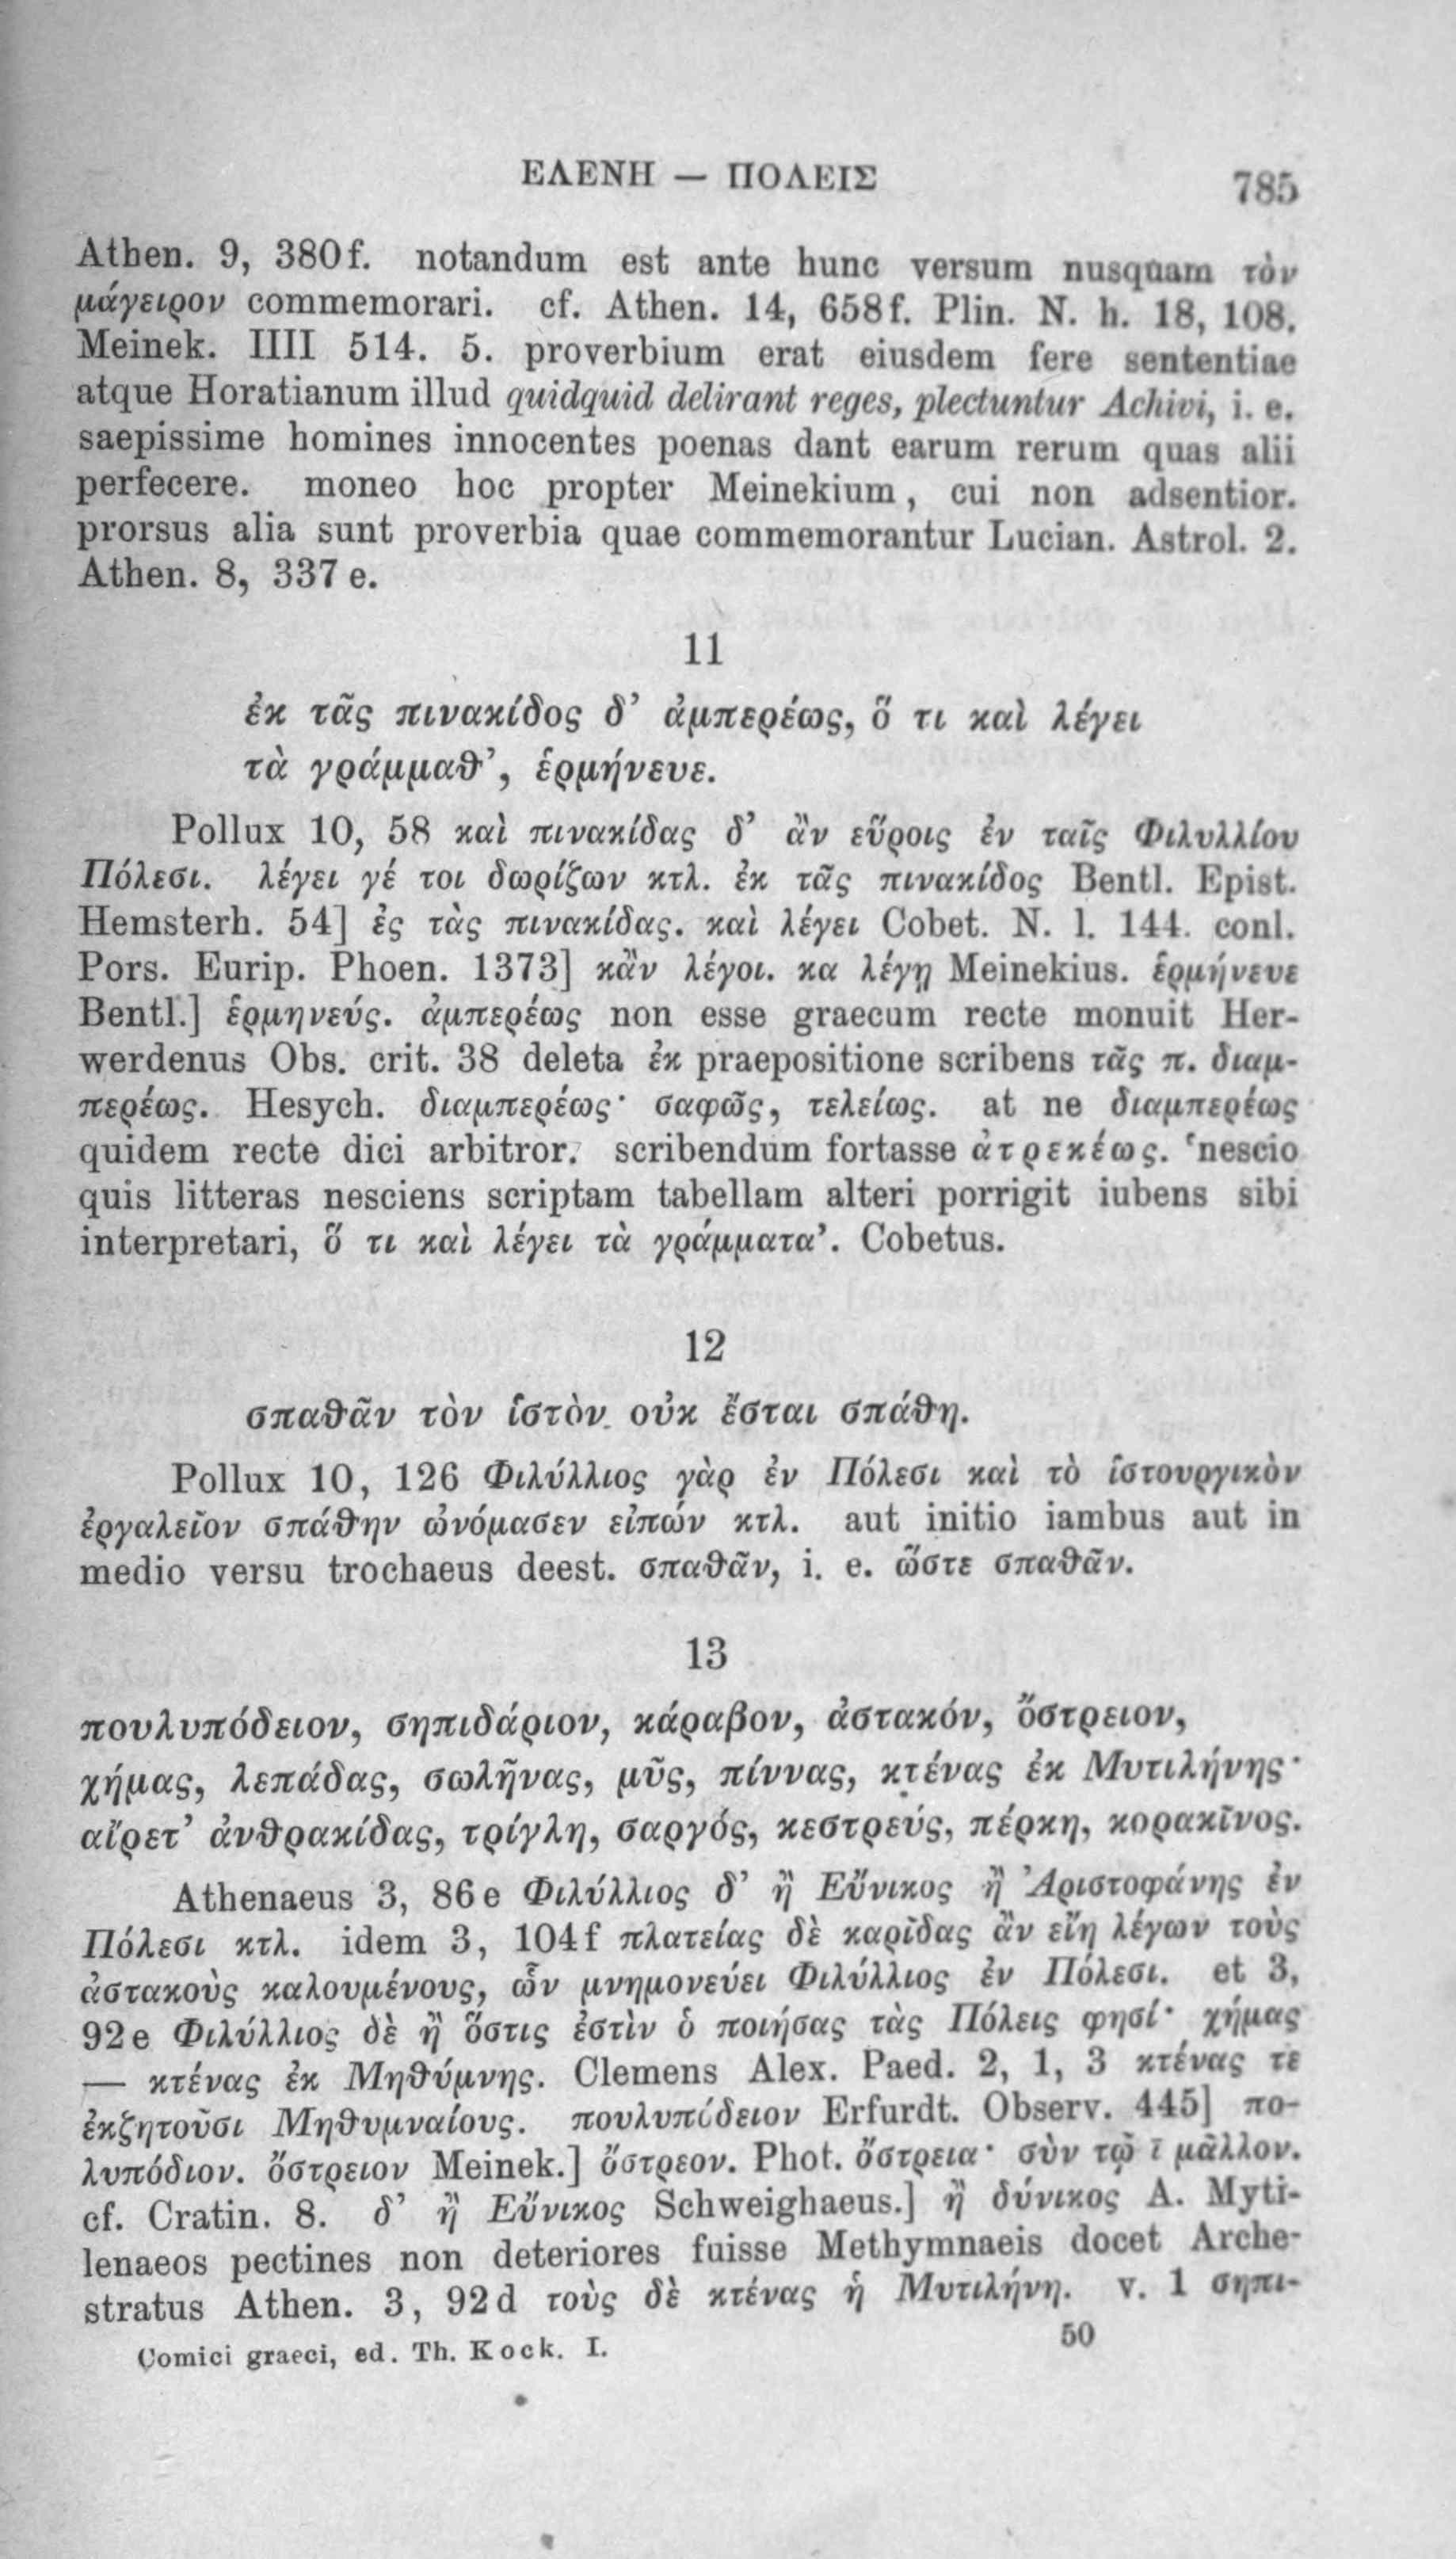 ΕΛΕΝΗ — ΠΟΛΕΙΣ 785
Athen. 9, 380 f. notandum est ante hunc versum nusquam τὸν
μάγειρον commemorari. cf. Athen. 14, 658 f. Plin. N. h. 18, 108.
Meinek. IIII 514. 5. proverbium erat eiusdem fere sententiae
atque Horatianum illud quidquid delirant reges, plectuntur Achivi, i. e.
saepissime homines innocentes poenas dant earum rerum quas alii
perfecere. moneo hoc propter Meinekium, cui non adsentior.
prorsus alia sunt proverbia quae commemorantur Lucian. Astrol. 2.
Athen. 8, 337 e.
11
ἐκ τᾶς πινακίδος δ' ἀμπερέως, ὅ τι καὶ λέγει
τὰ γράμμαθ', ἑρμήνευε.
Pollux 10, 58 καὶ πινακίδας δ' ἂν εὕροις ἐν ταῖς Φιλυλλίου
Πόλεσι. λέγει γέ τοι δωρίζων κτλ. ἐκ τᾶς πινακίδος Bentl. Epist.
Hemsterh. 54] ἐς τὰς πινακίδας. καὶ λέγει Cobet. N. l. 144. conl.
Pors. Eurip. Phoen. 1373] κἂν λέγοι. κα λέγῃ Meinekius. ἑρμήνευε
Bentl.] ἑρμηνεύς. ἀμπερέως non esse graecum recte monuit Her-
werdenus Obs. crit. 38 deleta ἐκ praepositione scribens τᾶς π. διαμ-
περέως. Hesych. διαμπερέως· σαφῶς, τελείως. at ne διαμπερέως
quidem recte dici arbitror. scribendum fortasse ἀτρεκέως. 'nescio
quis litteras nesciens scriptam tabellam alteri porrigit iubens sibi
interpretari, ὅ τι καὶ λέγει τὰ γράμματα'. Cobetus.
12
σπαθᾶν τὸν ἱστὸν οὐκ ἔσται σπάθη.
Pollux 10, 126 Φιλύλλιος γὰρ ἐν Πόλεσι καὶ τὸ ἱστουργικὸν
ἐργαλεῖον σπάθην ὠνόμασεν εἰπών κτλ. aut initio iambus aut in
medio versu trochaeus deest. σπαθᾶν, i. e. ὥστε σπαθᾶν.
13
πουλυπόδειον, σηπιδάριον, κάραβον, ἀστακόν, ὄστρειον,
χήμας, λεπάδας, σωλῆνας, μῦς, πίννας, κτένας ἐκ Μυτιλήνης·
αἴρετ' ἀνθρακίδας, τρίγλη, σαργός, κεστρεύς, πέρκη, κορακῖνος.
Athenaeus 3, 86 e Φιλύλλιος δ' ἢ Εὔνικος ἢ Ἀριστοφάνης ἐν
Πόλεσι κτλ. idem 3, 104 f πλατείας δὲ καρῖδας ἂν εἴη λέγων τοὺς
ἀστακοὺς καλουμένους, ὧν μνημονεύει Φιλύλλιος ἐν Πόλεσι. et 3,
92 e Φιλύλλιος δὲ ἢ ὅστις ἐστὶν ὁ ποιήσας τὰς Πόλεις φησί· χήμας
— κτένας ἐκ Μηθύμνης. Clemens Alex. Paed. 2, 1, 3 κτένας τε
ἐκζητοῦσι Μηθυμναίους. πουλυπόδειον Erfurdt. Observ. 445] πο-
λυπόδιον. ὄστρειον Meinek.] ὄστρεον. Phot. ὄστρεια· σὺν τῷ ῑ μᾶλλον.
cf. Cratin. 8. δ' ἢ Εὔνικος Schweighaeus.] ἢ δύνικος A. Myti-
lenaeos pectines non deteriores fuisse Methymnaeis docet Arche-
stratus Athen. 3, 92 d τοὺς δὲ κτένας ἡ Μυτιλήνη. v. 1 σηπι-
Comici graeci, ed. Th. Kock. I. 50